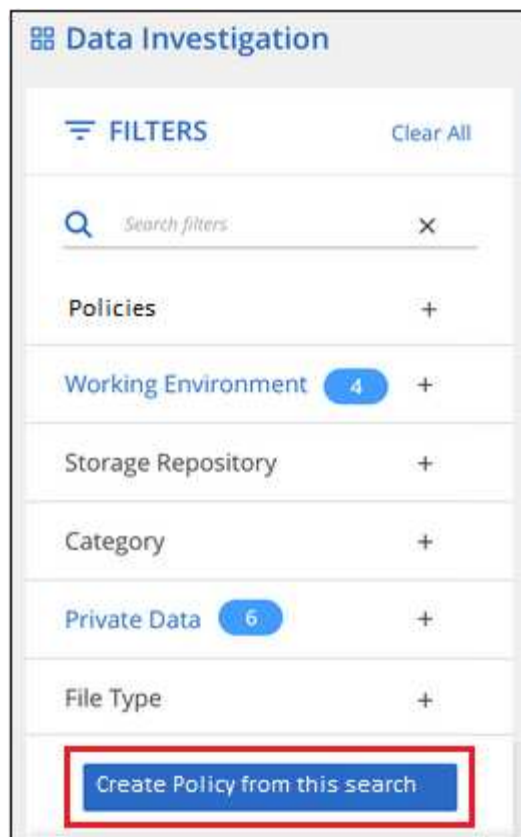 Data Investigation
FILTERS Clear All
Search filters ×
Policies +
Working Environment 4 +
Storage Repository +
Category +
Private Data 6 +
File Type +
Create Policy from this search